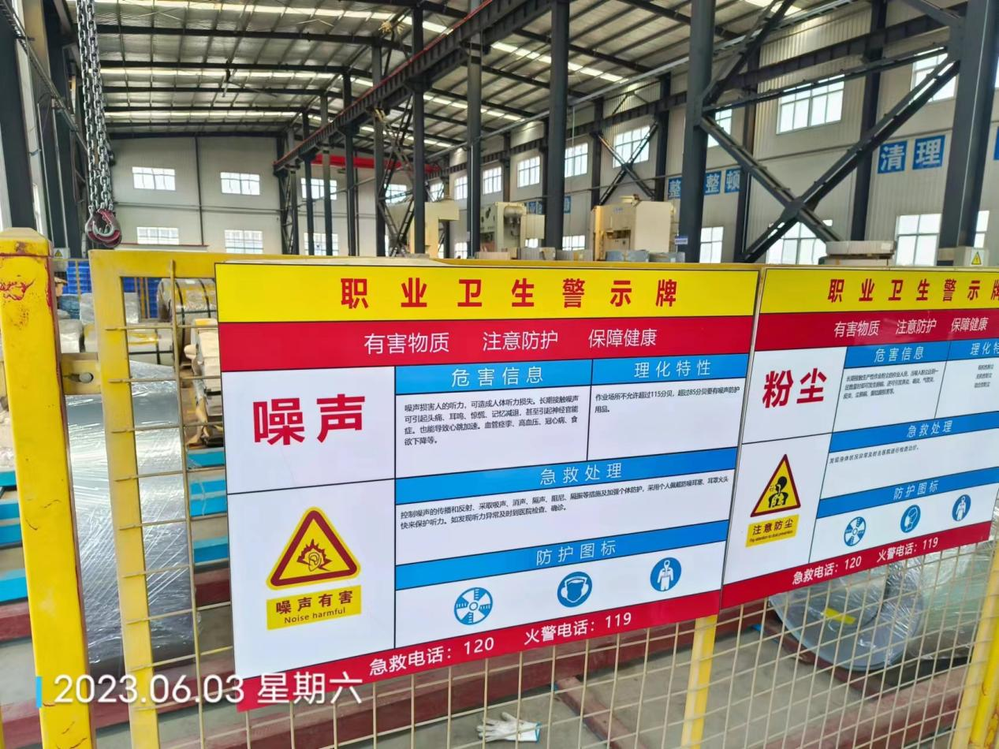 清理
整
整顿
职业卫生警示牌
有害物质 注意防护 保障健康
噪声
危害信息
噪声损害人的听力，可造成人体听力损失。长期接触噪声
可引起头痛、耳鸣、惊慌、记忆减退，甚至引起神经官能
症。也能导致心跳加速。血管痉挛、高血压、冠心病、食
欲下降等。
理化特性
作业场所不允许超过115分贝，超过85分贝要有噪声防护
用品。
急救处理
控制噪声的传播和反射、采取吸声、消声、隔声、阻尼、隔振等措施及加强个体防护，采用个人佩戴防噪耳塞、耳罩火头
快来保护听力。如发现听力异常及时到医院检查、确诊。
噪声有害
Noise harmful
防护图标
急救电话：120 火警电话：119
职业卫生警示牌
有害物质 注意防护 保障健康
粉尘
危害信息
理化特
急救处理
发现身体状况异常及时去医院进行检查治疗。
注意防尘
防护图标
急救电话：120 火警电话：119
2023.06.03 星期六